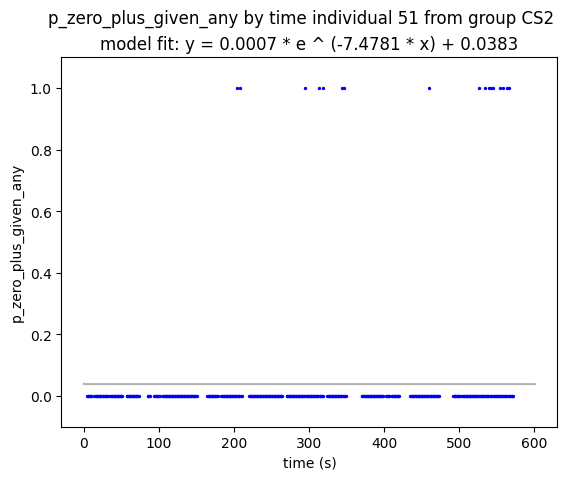 p_zero_plus_given_any by time individual 51 from group CS2
model fit: y = 0.0007 * e ^ (-7.4781 * x) + 0.0383
1.0
0.8
0.6
0.4
0.2
0.0
p_zero_plus_given_any
0 100 200 300 400 500 600
time (s)